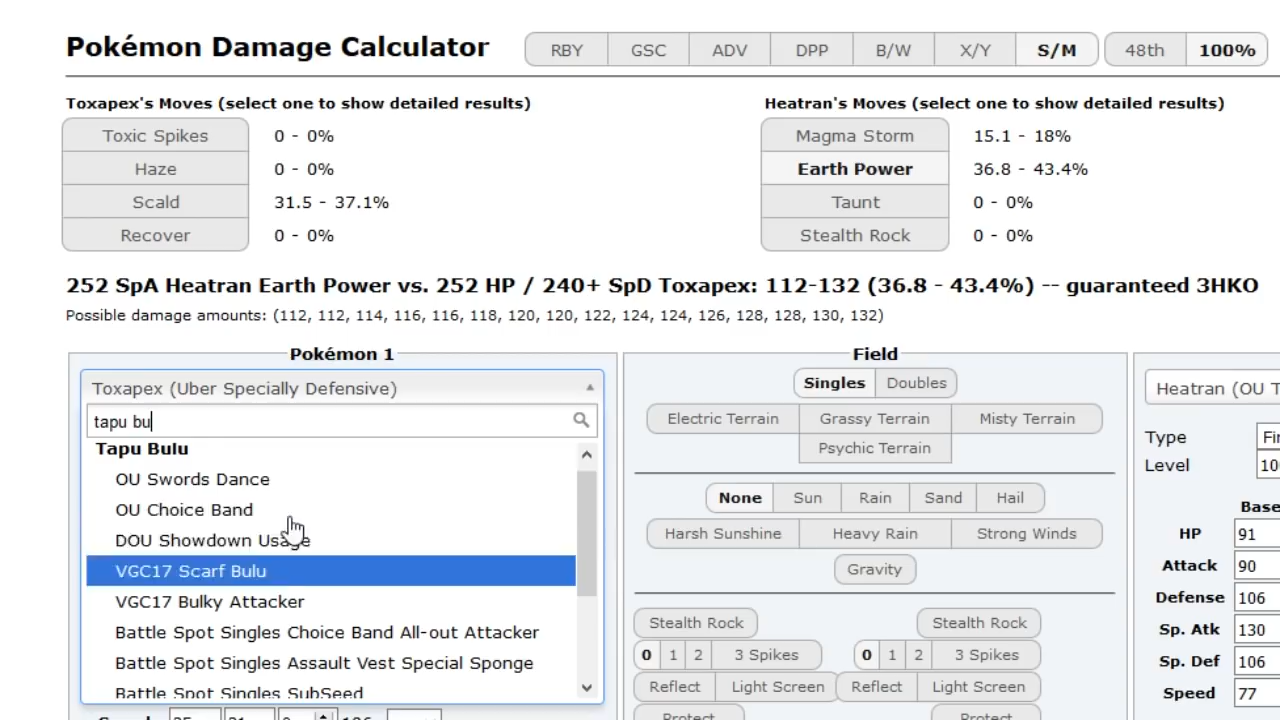 Pokémon Damage Calculator
RBY GSC ADV DPP B/W X/Y S/M 48th 100%
Toxapex's Moves (select one to show detailed results)
Toxic Spikes 0 - 0%
Haze 0 - 0%
Scald 31.5 - 37.1%
Recover 0 - 0%
Heatran's Moves (select one to show detailed results)
Magma Storm 15.1 - 18%
Earth Power 36.8 - 43.4%
Taunt 0 - 0%
Stealth Rock 0 - 0%
252 SpA Heatran Earth Power vs. 252 HP / 240+ SpD Toxapex: 112-132 (36.8 - 43.4%) -- guaranteed 3HKO
Possible damage amounts: (112, 112, 114, 116, 116, 118, 120, 120, 122, 124, 124, 126, 128, 128, 130, 132)
Pokémon 1
Toxapex (Uber Specially Defensive)
tapu bu
Tapu Bulu
OU Swords Dance
OU Choice Band
DOU Showdown Usage
VGC17 Scarf Bulu
VGC17 Bulky Attacker
Battle Spot Singles Choice Band All-out Attacker
Battle Spot Singles Assault Vest Special Sponge
Battle Spot Singles SubSeed
Field
Singles Doubles
Electric Terrain Grassy Terrain Misty Terrain
Psychic Terrain
None Sun Rain Sand Hail
Harsh Sunshine Heavy Rain Strong Winds
Gravity
Stealth Rock Stealth Rock
0 1 2 3 Spikes 0 1 2 3 Spikes
Reflect Light Screen Reflect Light Screen
Protect Protect
Heatran (OU T
Type
Level
Base
HP 91
Attack 90
Defense 106
Sp. Atk 130
Sp. Def 106
Speed 77